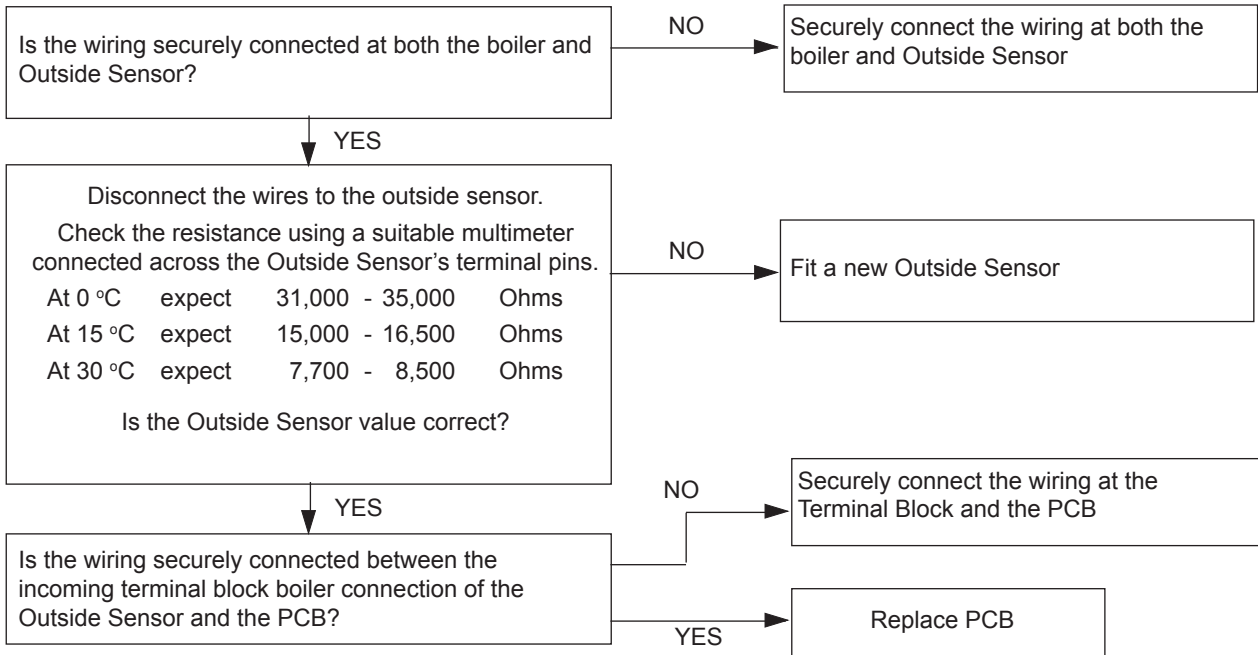 Is the wiring securely connected at both the boiler and
Outside Sensor?
NO
Securely connect the wiring at both the
boiler and Outside Sensor
YES
Disconnect the wires to the outside sensor.
Check the resistance using a suitable multimeter
connected across the Outside Sensor’s terminal pins.
At 0 °C expect 31,000 - 35,000 Ohms
At 15 °C expect 15,000 - 16,500 Ohms
At 30 °C expect 7,700 - 8,500 Ohms
Is the Outside Sensor value correct?
NO
Fit a new Outside Sensor
YES
Is the wiring securely connected between the
incoming terminal block boiler connection of the
Outside Sensor and the PCB?
NO
Securely connect the wiring at the
Terminal Block and the PCB
YES
Replace PCB